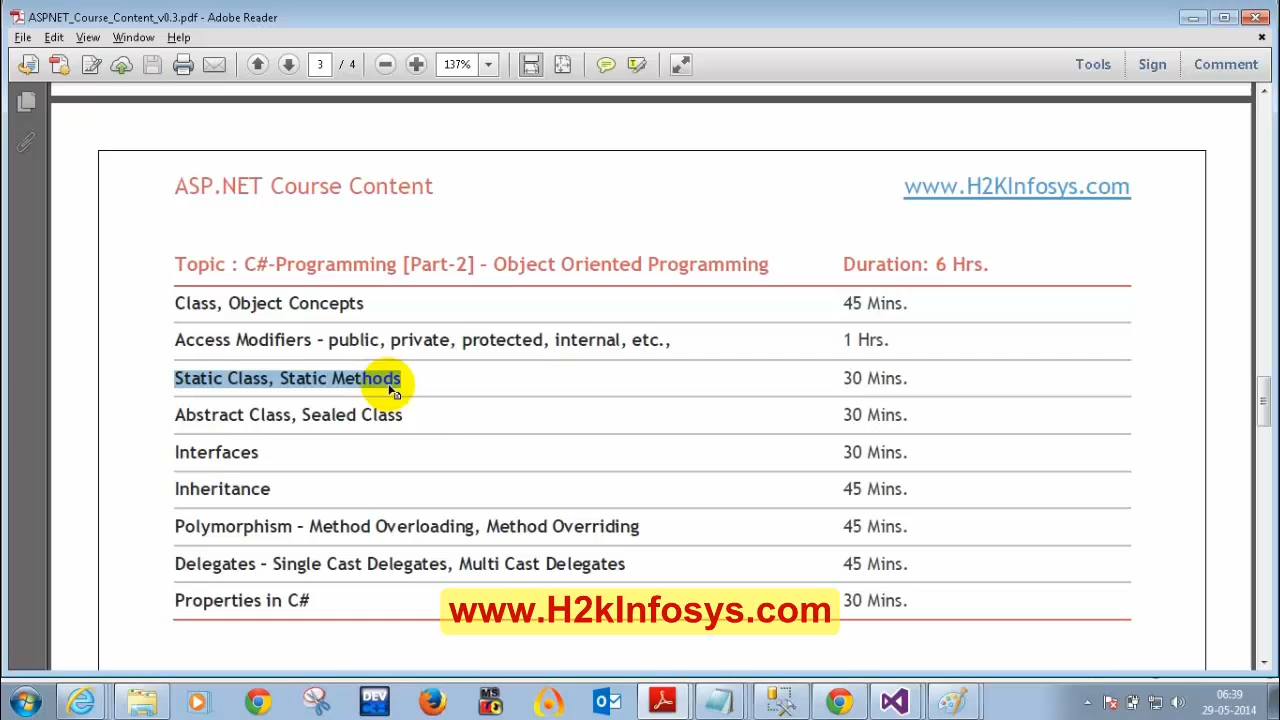 ASPNET_Course_Content_v0.3.pdf - Adobe Reader
File Edit View Window Help
3 / 4 137% Tools Sign Comment
ASP.NET Course Content www.H2KInfosys.com
Topic : C#-Programming [Part-2] - Object Oriented Programming Duration: 6 Hrs.
Class, Object Concepts 45 Mins.
Access Modifiers - public, private, protected, internal, etc., 1 Hrs.
Static Class, Static Methods 30 Mins.
Abstract Class, Sealed Class 30 Mins.
Interfaces 30 Mins.
Inheritance 45 Mins.
Polymorphism - Method Overloading, Method Overriding 45 Mins.
Delegates - Single Cast Delegates, Multi Cast Delegates 45 Mins.
Properties in C# 30 Mins.
www.H2kInfosys.com
DEV
MS
06:39
29-05-2014